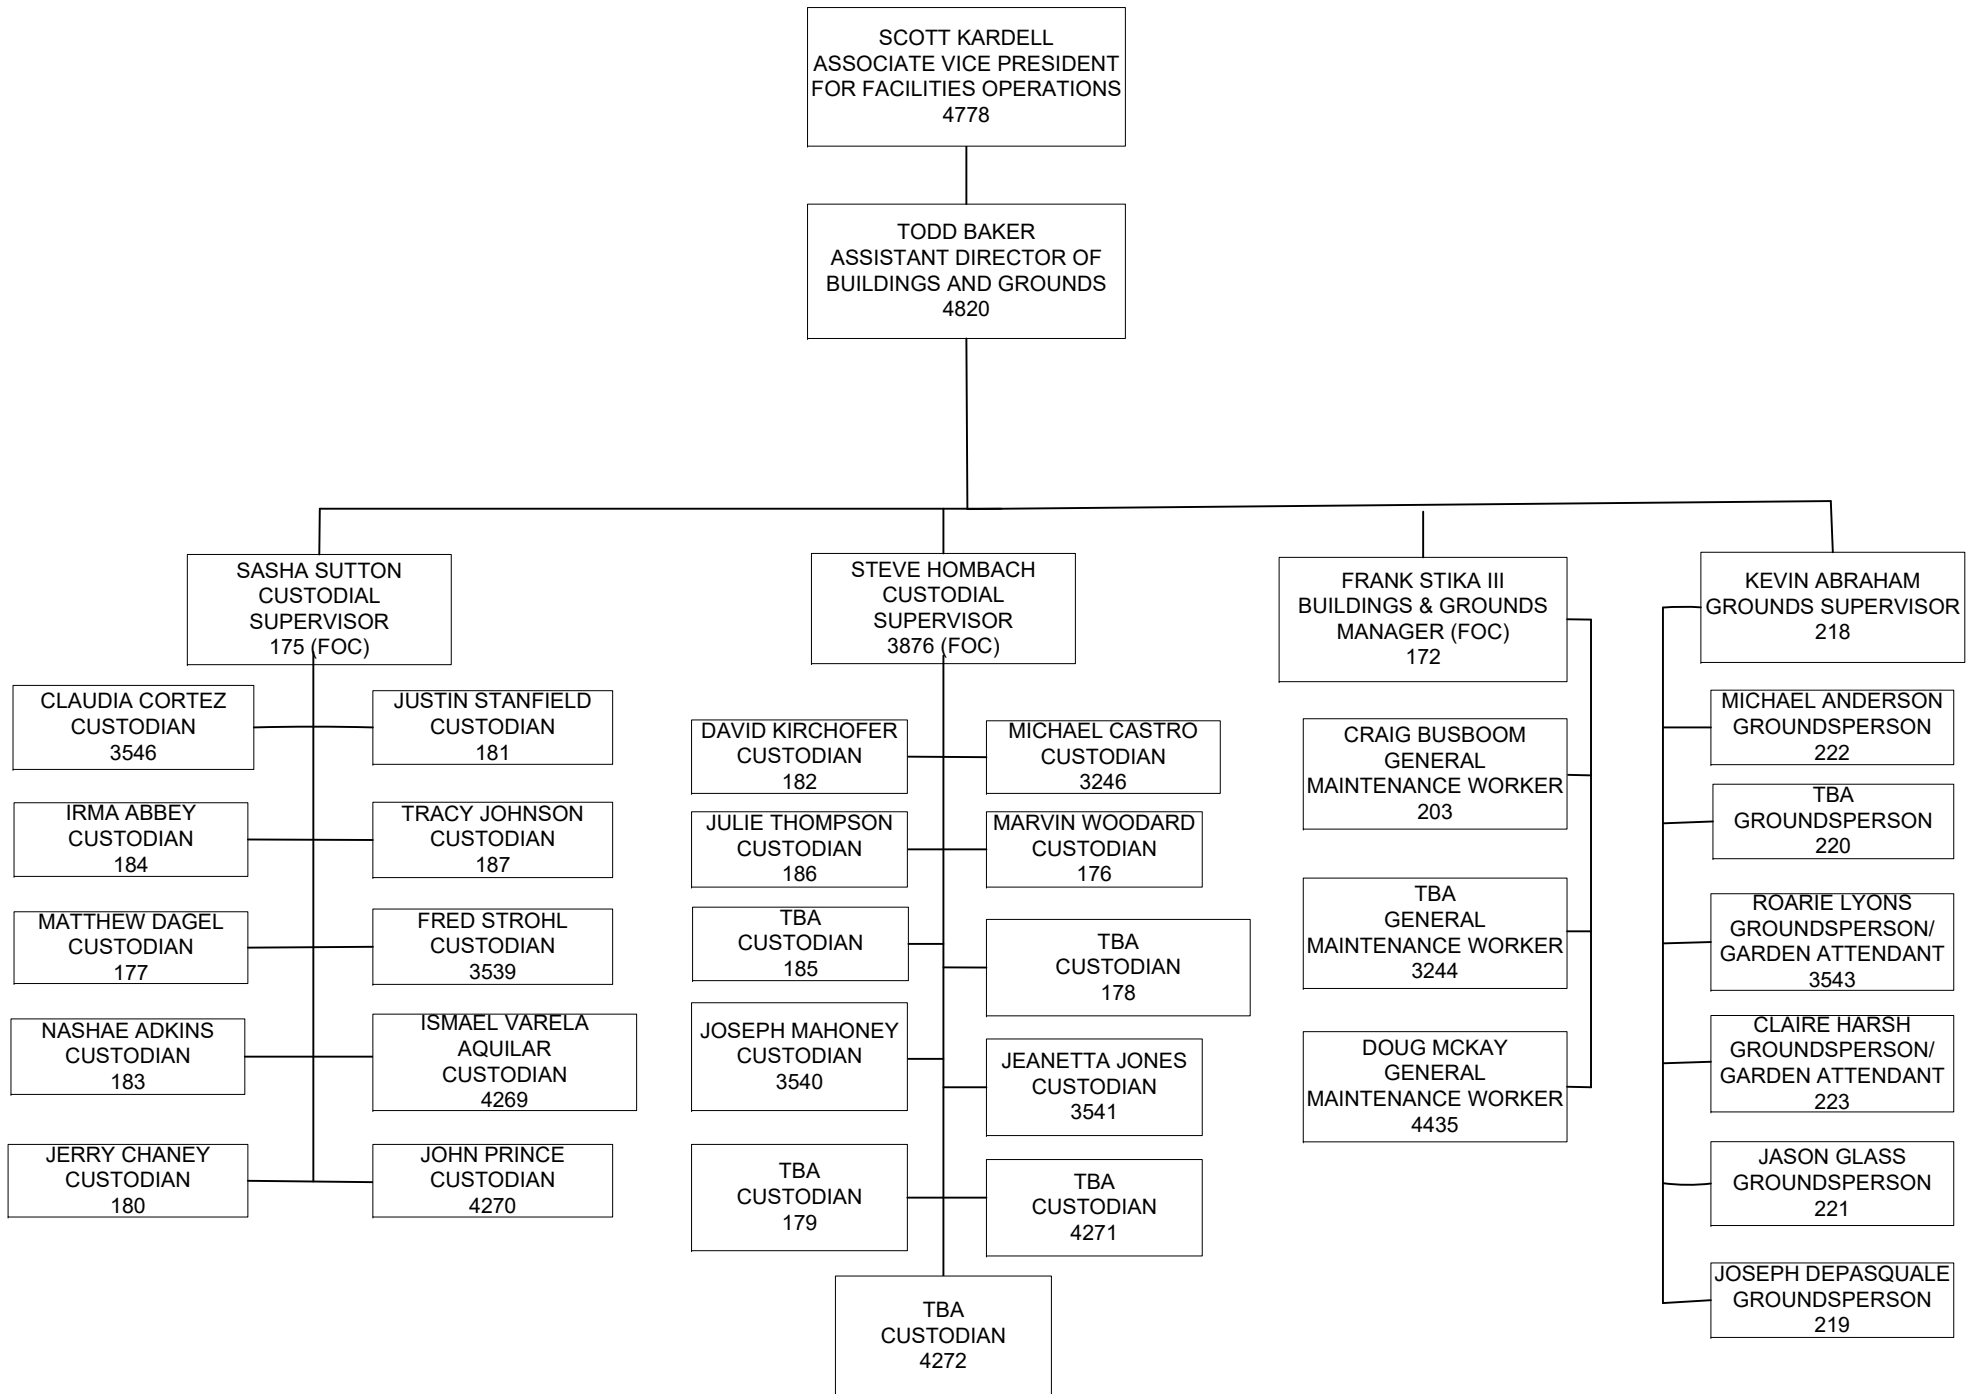 SCOTT KARDELL
ASSOCIATE VICE PRESIDENT
FOR FACILITIES OPERATIONS
4778
TODD BAKER
ASSISTANT DIRECTOR OF
BUILDINGS AND GROUNDS
4820
SASHA SUTTON
CUSTODIAL
SUPERVISOR
175 (FOC)
CLAUDIA CORTEZ
CUSTODIAN
3546
JUSTIN STANFIELD
CUSTODIAN
181
IRMA ABBEY
CUSTODIAN
184
TRACY JOHNSON
CUSTODIAN
187
MATTHEW DAGEL
CUSTODIAN
177
FRED STROHL
CUSTODIAN
3539
NASHAE ADKINS
CUSTODIAN
183
ISMAEL VARELA
AQUILAR
CUSTODIAN
4269
JERRY CHANEY
CUSTODIAN
180
JOHN PRINCE
CUSTODIAN
4270
STEVE HOMBACH
CUSTODIAL
SUPERVISOR
3876 (FOC)
DAVID KIRCHOFER
CUSTODIAN
182
MICHAEL CASTRO
CUSTODIAN
3246
JULIE THOMPSON
CUSTODIAN
186
MARVIN WOODARD
CUSTODIAN
176
TBA
CUSTODIAN
185
TBA
CUSTODIAN
178
JOSEPH MAHONEY
CUSTODIAN
3540
JEANETTA JONES
CUSTODIAN
3541
TBA
CUSTODIAN
179
TBA
CUSTODIAN
4271
TBA
CUSTODIAN
4272
FRANK STIKA III
BUILDINGS & GROUNDS
MANAGER (FOC)
172
CRAIG BUSBOOM
GENERAL
MAINTENANCE WORKER
203
TBA
GENERAL
MAINTENANCE WORKER
3244
DOUG MCKAY
GENERAL
MAINTENANCE WORKER
4435
KEVIN ABRAHAM
GROUNDS SUPERVISOR
218
MICHAEL ANDERSON
GROUNDSPERSON
222
TBA
GROUNDSPERSON
220
ROARIE LYONS
GROUNDSPERSON/
GARDEN ATTENDANT
3543
CLAIRE HARSH
GROUNDSPERSON/
GARDEN ATTENDANT
223
JASON GLASS
GROUNDSPERSON
221
JOSEPH DEPASQUALE
GROUNDSPERSON
219